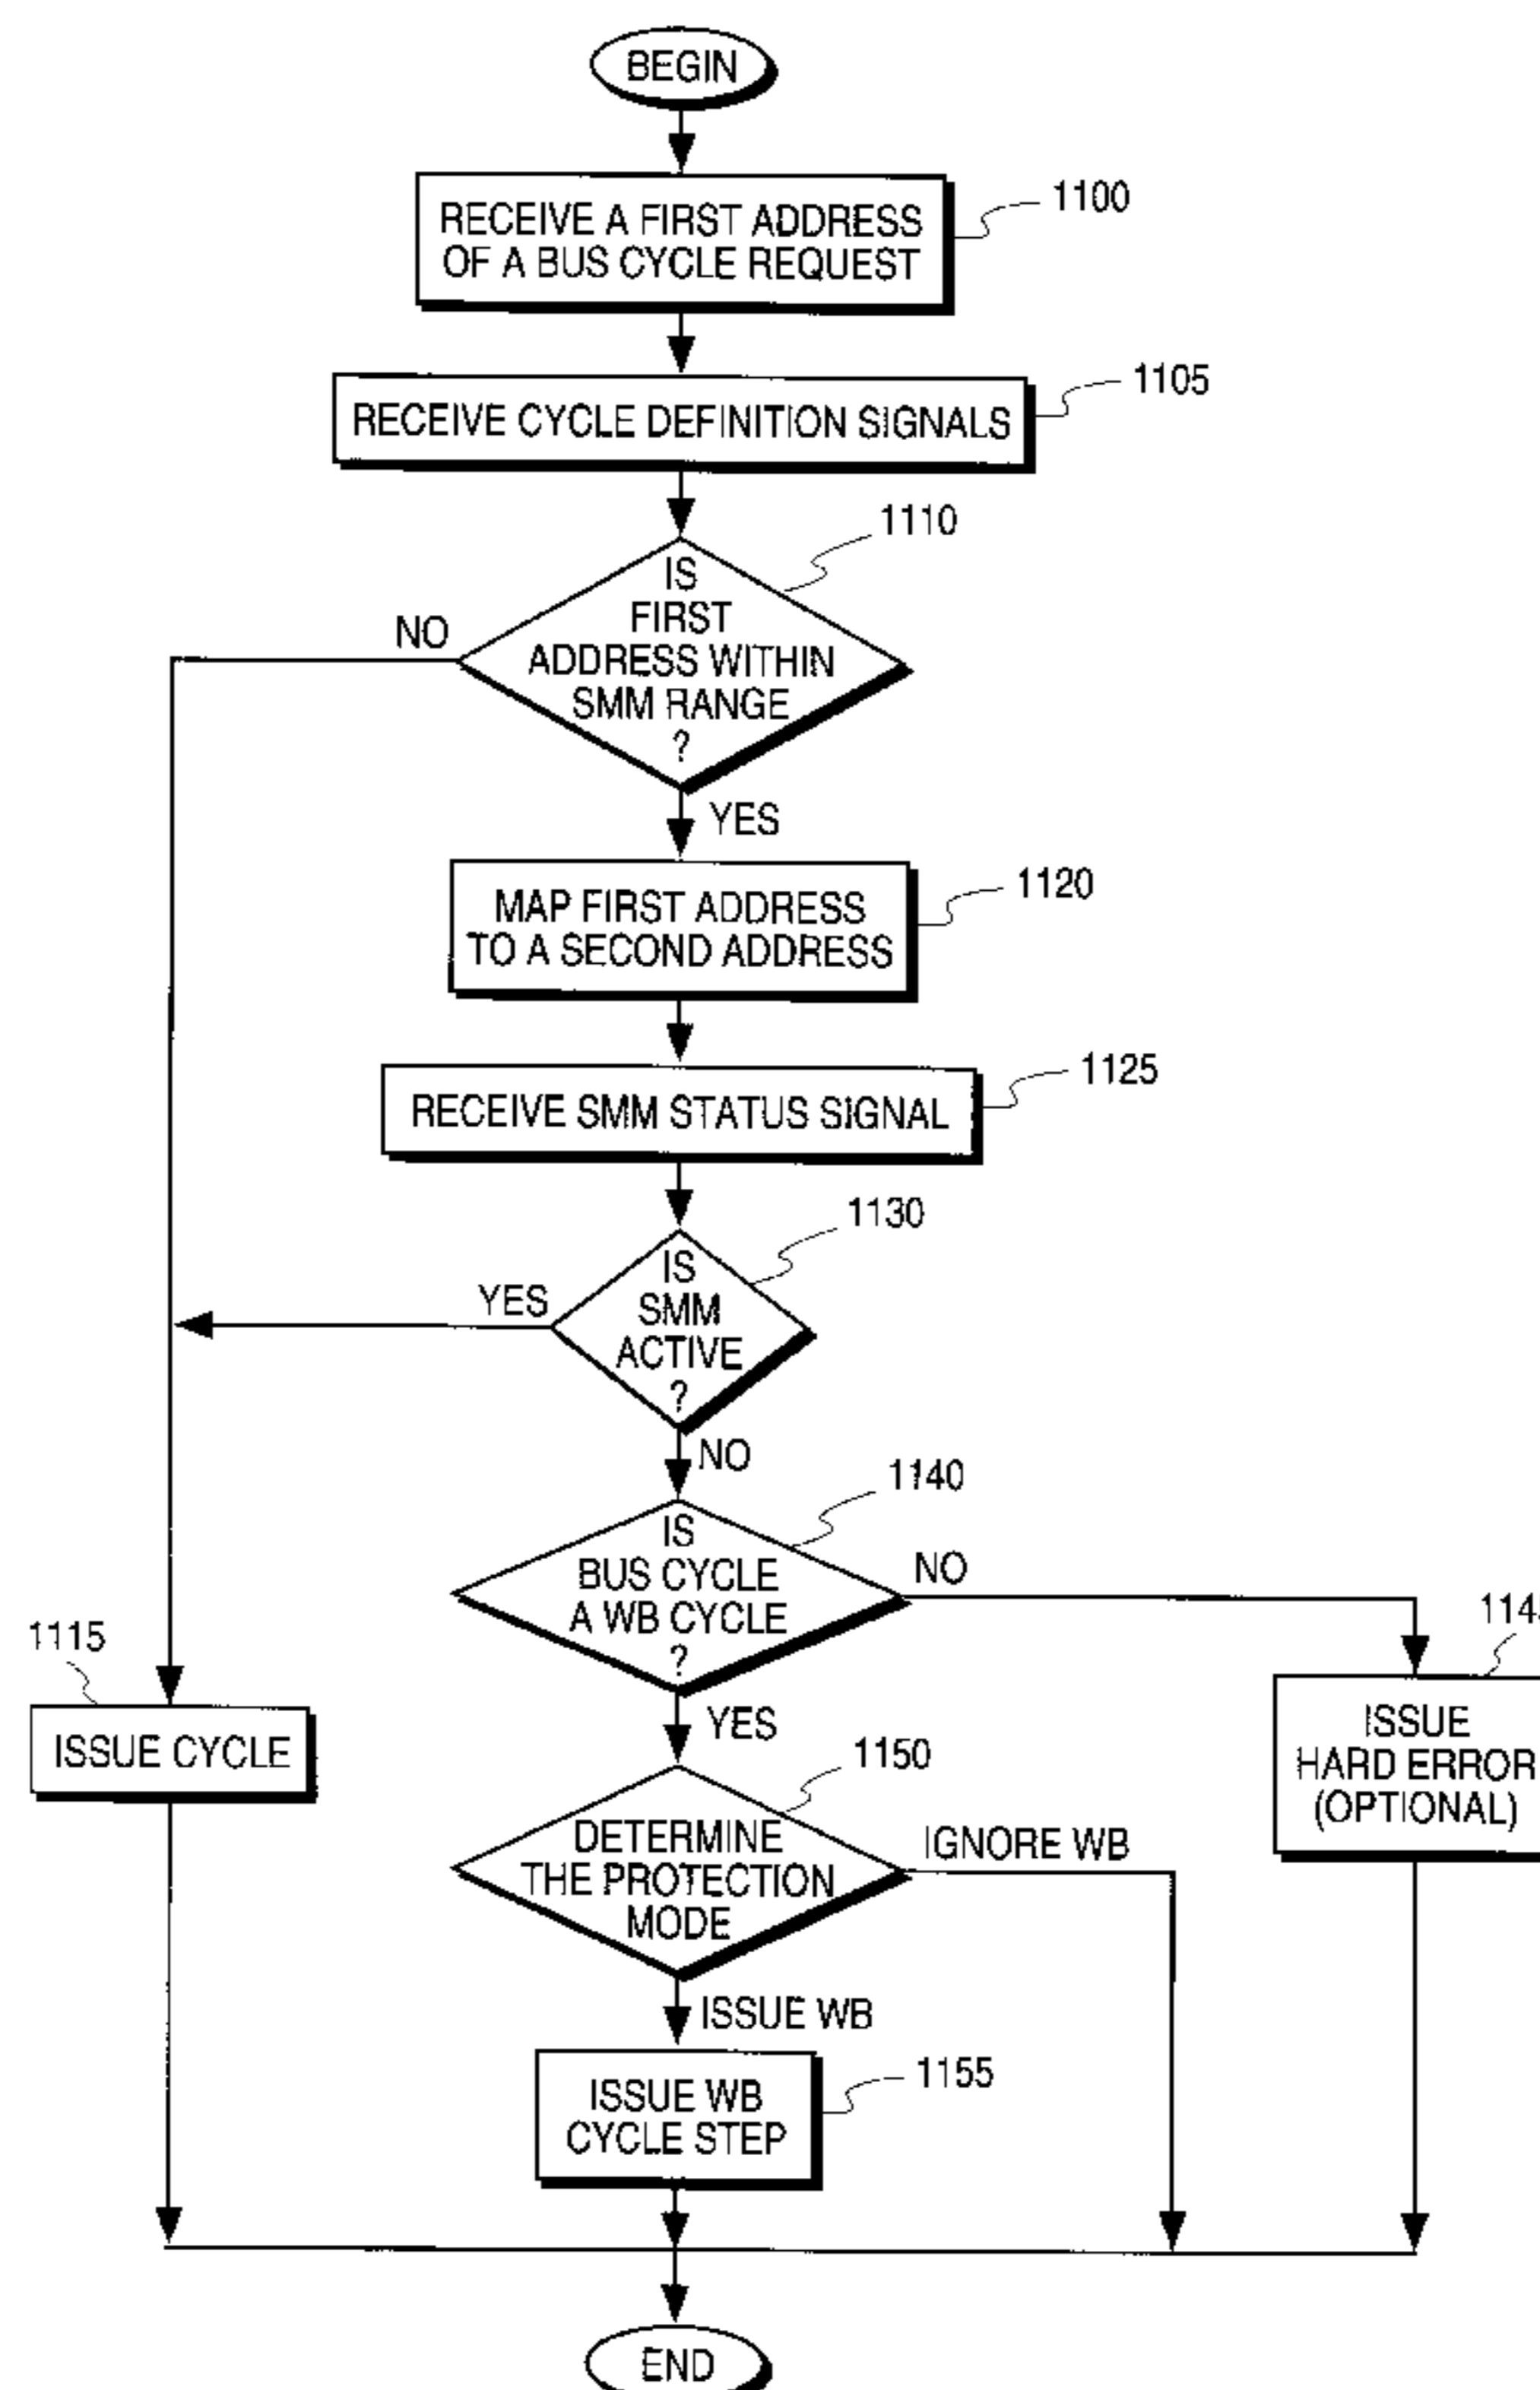 BEGIN
RECEIVE A FIRST ADDRESS
OF A BUS CYCLE REQUEST
1100
RECEIVE CYCLE DEFINITION SIGNALS
1105
1110
IS
FIRST
ADDRESS WITHIN
SMM RANGE
?
NO
YES
MAP FIRST ADDRESS
TO A SECOND ADDRESS
1120
RECEIVE SMM STATUS SIGNAL
1125
1130
IS
SMM
ACTIVE
?
YES
NO
1140
IS
BUS CYCLE
A WB CYCLE
?
NO
YES
1115
ISSUE CYCLE
ISSUE
HARD ERROR
(OPTIONAL)
1150
DETERMINE
THE PROTECTION
MODE
IGNORE WB
ISSUE WB
ISSUE WB
CYCLE STEP
1155
END